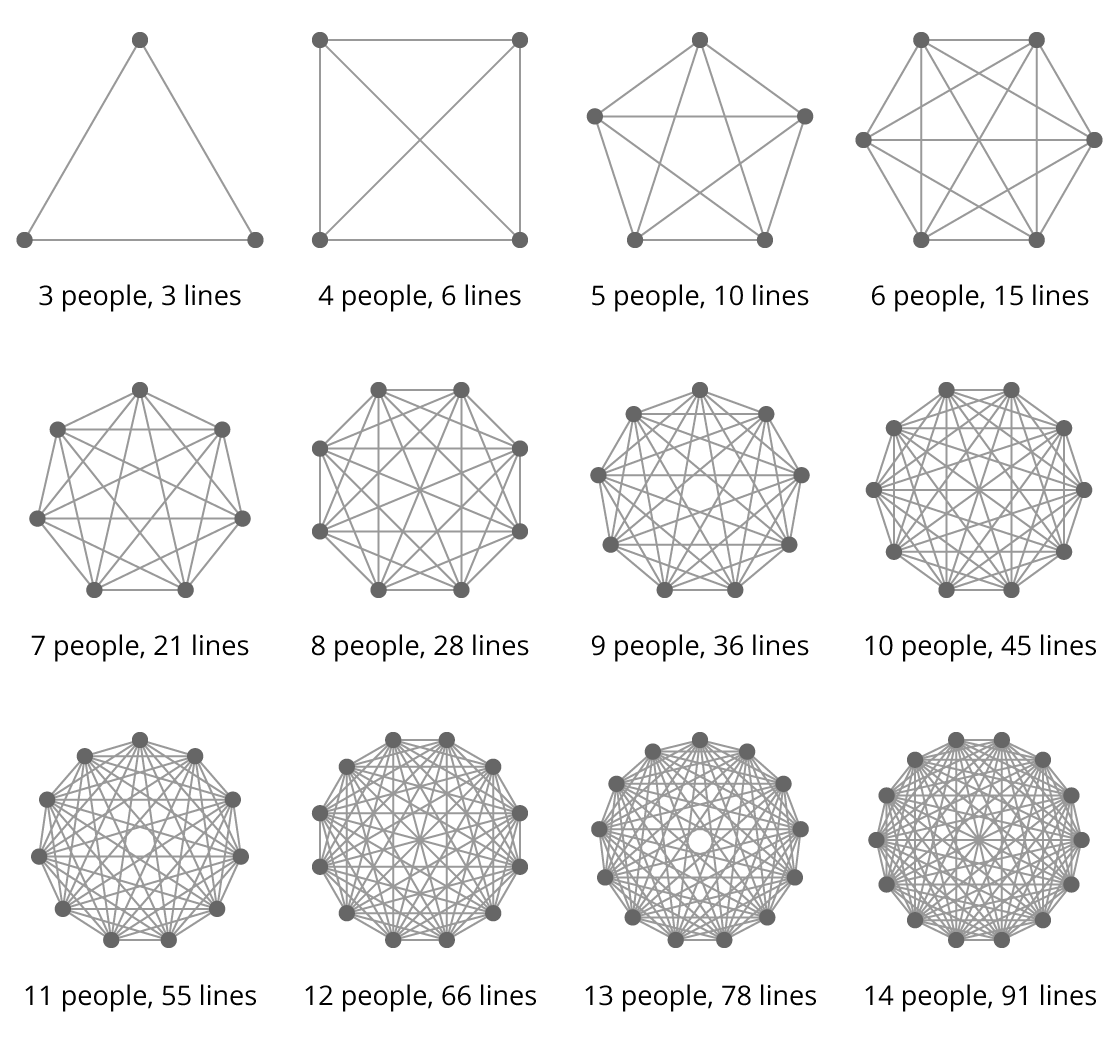 3 people, 3 lines
4 people, 6 lines
5 people, 10 lines
6 people, 15 lines
7 people, 21 lines
8 people, 28 lines
9 people, 36 lines
10 people, 45 lines
11 people, 55 lines
12 people, 66 lines
13 people, 78 lines
14 people, 91 lines